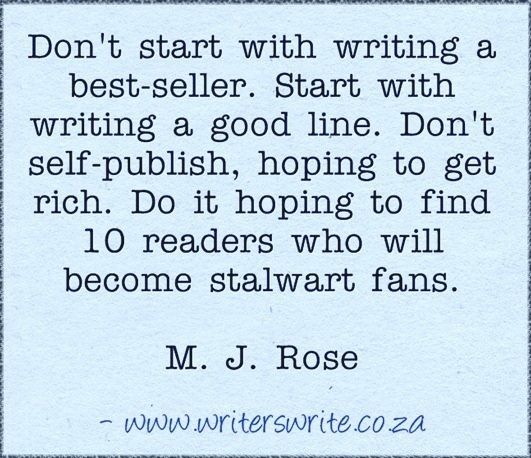 Don't start with writing a
best-seller. Start with
writing a good line. Don't
self-publish, hoping to get
rich. Do it hoping to find
10 readers who will
become stalwart fans.
M. J. Rose
- www.writerswrite.co.za